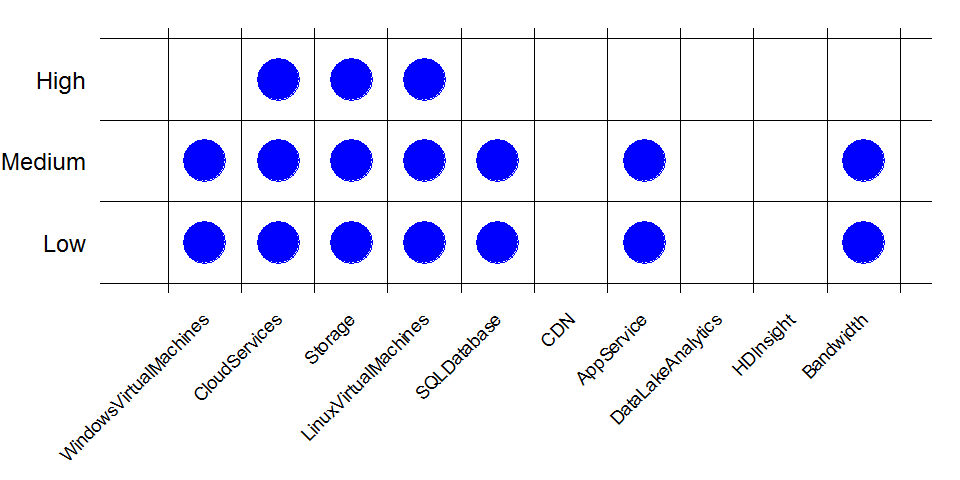 High
Medium
Low
WindowsVirtualMachines
CloudServices
Storage
LinuxVirtualMachines
SQLDatabase
CDN
AppService
DataLakeAnalytics
HDInsight
Bandwidth